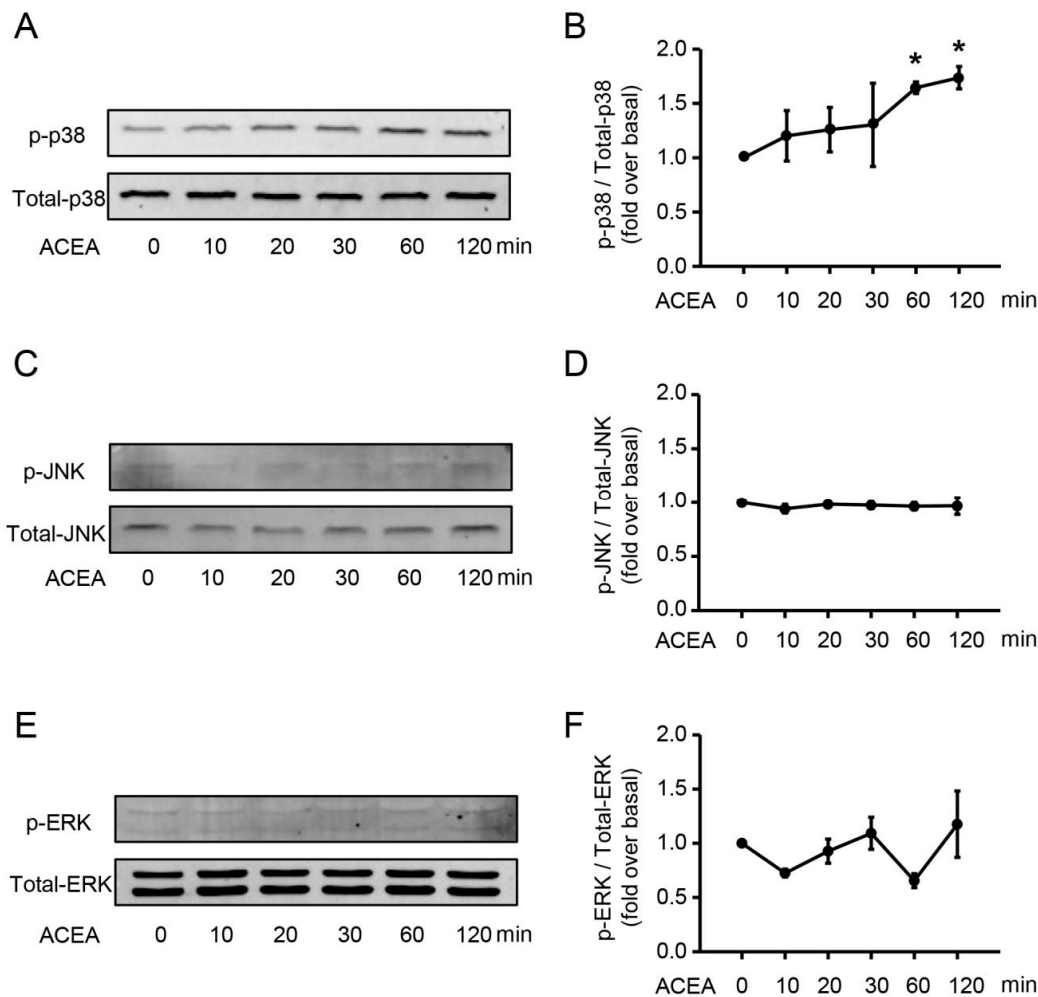 A
p-p38
Total-p38
ACEA 0 10 20 30 60 120 min
B
p-p38 / Total-p38
(fold over basal)
2.0
1.5
1.0
0.5
0.0
* *
ACEA 0 10 20 30 60 120 min
C
p-JNK
Total-JNK
ACEA 0 10 20 30 60 120 min
D
p-JNK / Total-JNK
(fold over basal)
2.0
1.5
1.0
0.5
0.0
ACEA 0 10 20 30 60 120 min
E
p-ERK
Total-ERK
ACEA 0 10 20 30 60 120 min
F
p-ERK / Total-ERK
(fold over basal)
2.0
1.5
1.0
0.5
0.0
ACEA 0 10 20 30 60 120 min